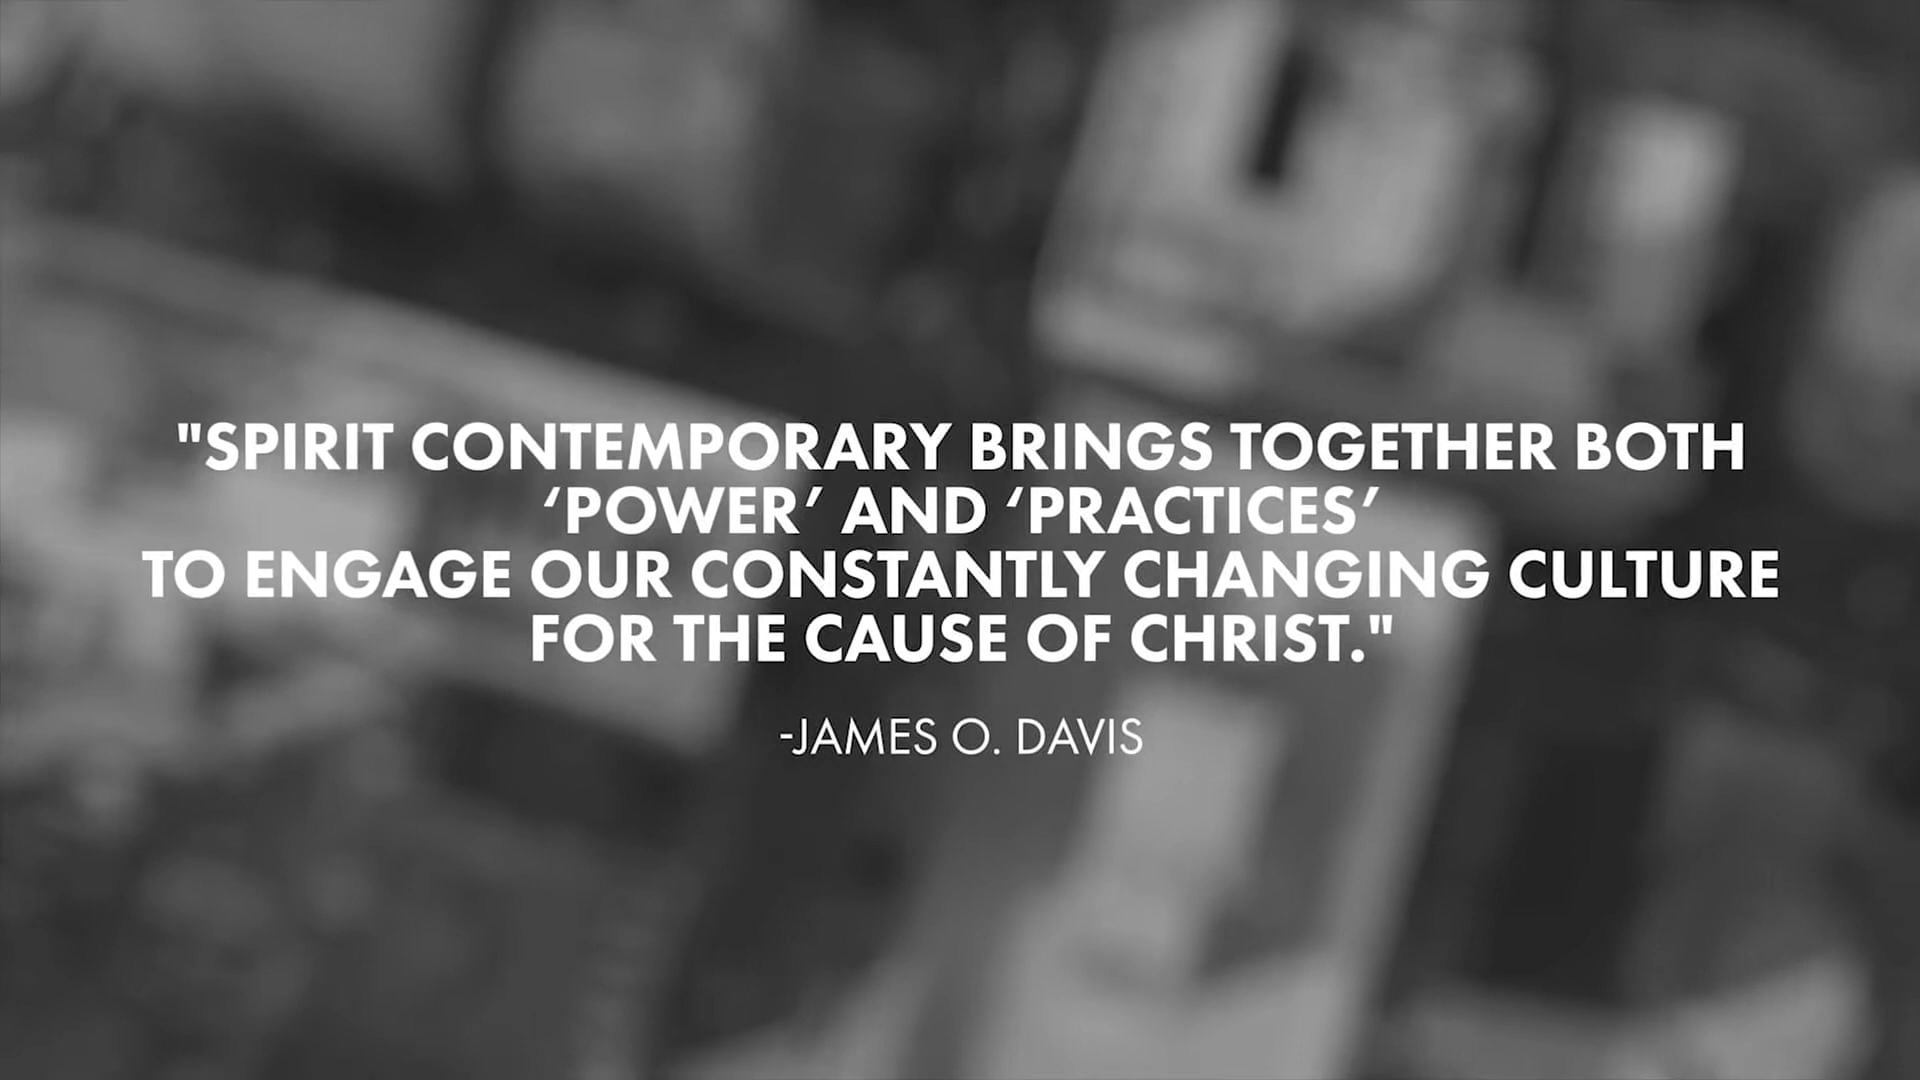 "SPIRIT CONTEMPORARY BRINGS TOGETHER BOTH
‘POWER’ AND ‘PRACTICES’
TO ENGAGE OUR CONSTANTLY CHANGING CULTURE
FOR THE CAUSE OF CHRIST."
-JAMES O. DAVIS